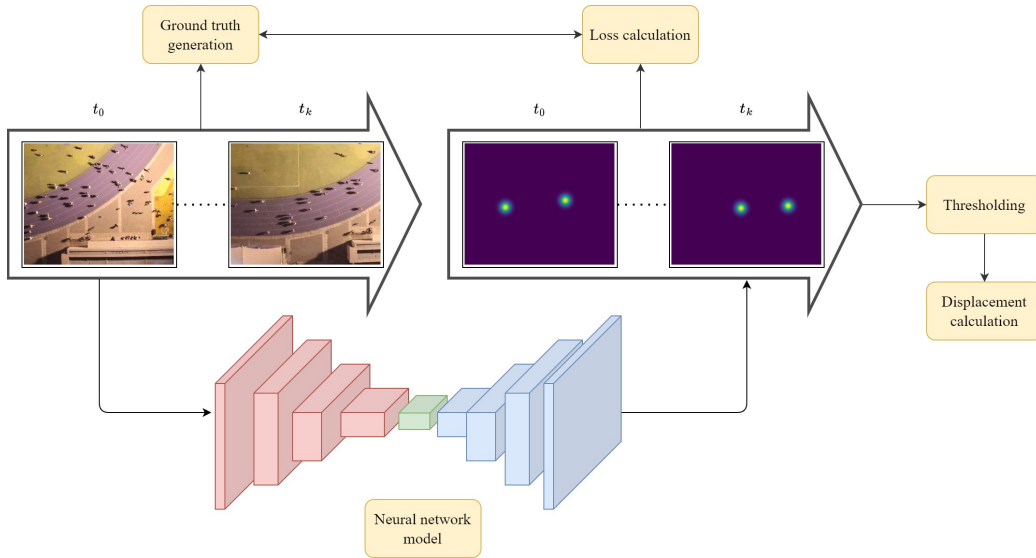 Ground truth
generation
Loss calculation
t₀
tₖ
t₀
tₖ
Thresholding
Displacement
calculation
Neural network
model